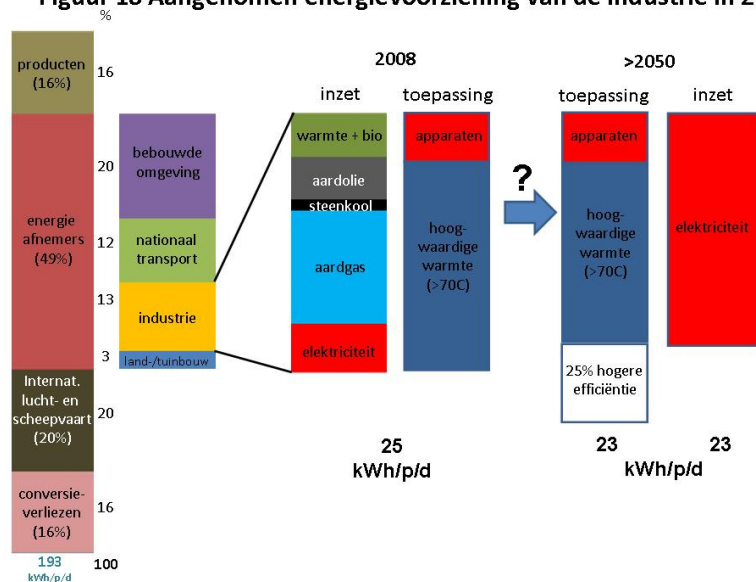 Figuur 18 Aangenomen energievoorziening van de industrie in 2
%
producten
(16%)
16
energie
afnemers
(49%)
20
12
13
3
Internat.
lucht- en
scheepvaart
(20%)
20
conversie-
verliezen
(16%)
16
193
kWh/p/d
100
bebouwde
omgeving
nationaal
transport
industrie
land-/tuinbouw
2008
inzet
toepassing
warmte + bio
aardolie
steenkool
aardgas
elektriciteit
apparaten
hoog-
waardige
warmte
(>70C)
25
kWh/p/d
?
>2050
toepassing
inzet
apparaten
hoog-
waardige
warmte
(>70C)
25% hogere
efficiëntie
elektriciteit
23
23
kWh/p/d